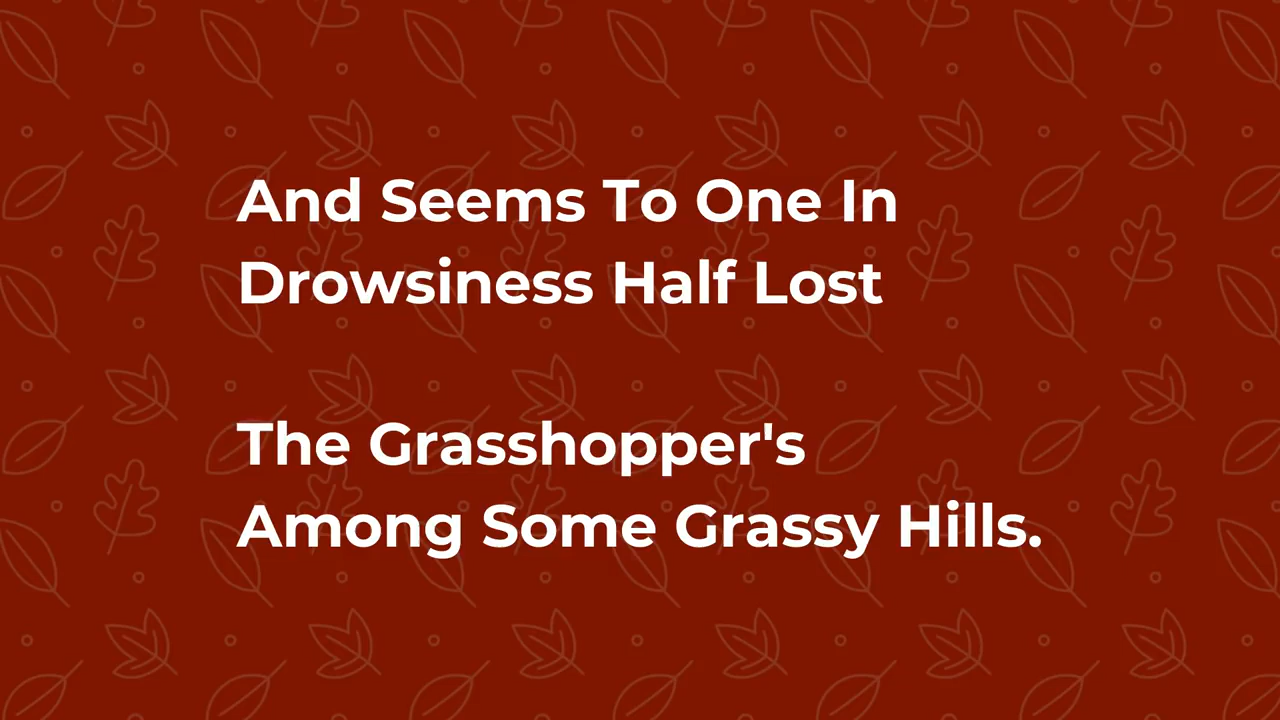 And Seems To One In
Drowsiness Half Lost
The Grasshopper's
Among Some Grassy Hills.